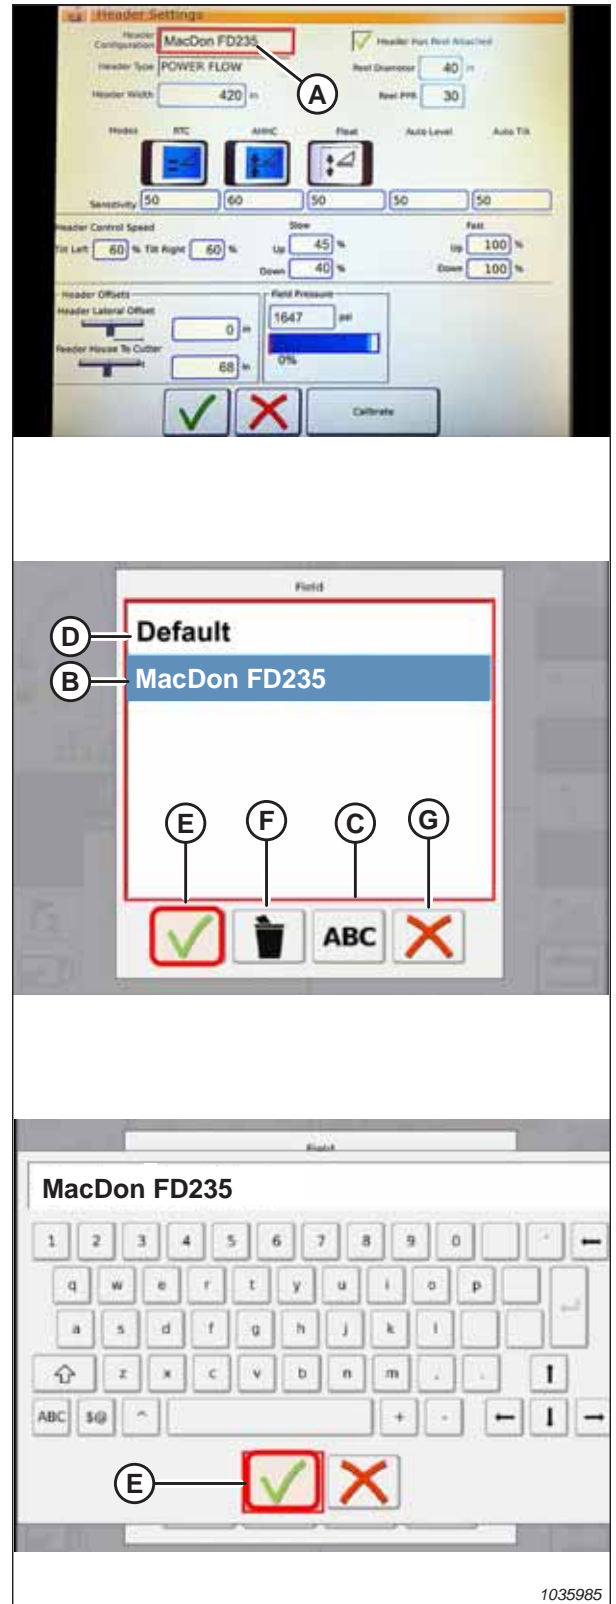 Header Settings
Header Configuration MacDon FD235 Header Has Reel Attached
Header Type POWER FLOW Reel Diameter 40 in
Header Width 420 in A Reel PPR 30
Modes RTC AHHC Float Auto Level Auto Tilt
Sensitivity 50 60 50 50 50
Header Control Speed Slow Fast
Tilt Left 60 % Tilt Right 60 % Up 45 % Up 100 %
Down 40 % Down 100 %
Header Offsets Field Pressure
Header Lateral Offset 0 in 1647 psi
Feeder House To Cutter 68 in 0%
Calibrate
Field
D Default
B MacDon FD235
E F C G
ABC
Field
MacDon FD235
1 2 3 4 5 6 7 8 9 0
q w e r t y u i o p
a s d f g h j k l
z x c v b n m , .
ABC $@ ^ + -
E
1035985